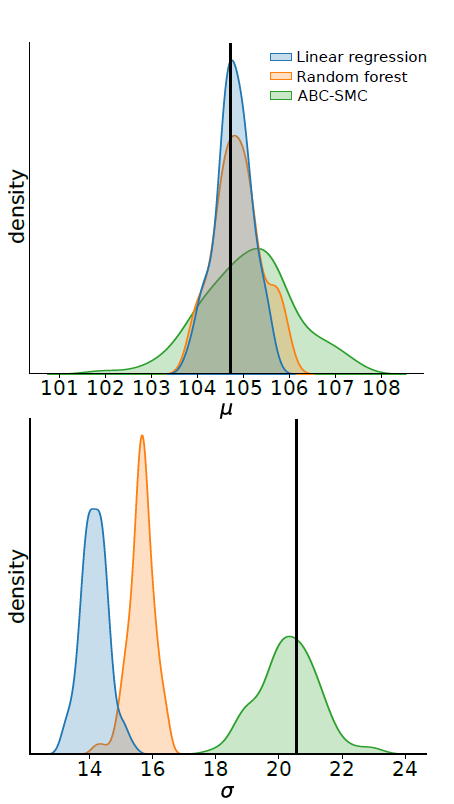 Linear regression
Random forest
ABC-SMC
density
101 102 103 104 105 106 107 108
μ
density
14 16 18 20 22 24
σ